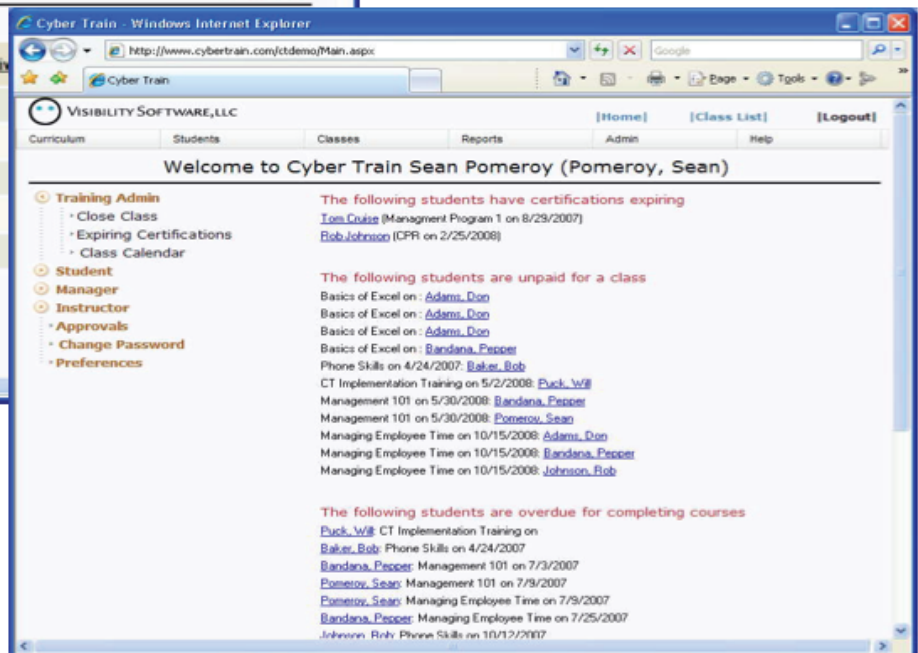 Cyber Train - Windows Internet Explorer
http://www.cybertrain.com/ctdemo/Main.aspx
Google
Cyber Train
Page
Tools
VISIBILITY SOFTWARE,LLC
|Home| |Class List| |Logout|
Curriculum Students Classes Reports Admin Help
Welcome to Cyber Train Sean Pomeroy (Pomeroy, Sean)
Training Admin
Close Class
Expiring Certifications
Class Calendar
Student
Manager
Instructor
Approvals
Change Password
Preferences
The following students have certifications expiring
Tom Cruise (Managment Program 1 on 8/29/2007)
Rob Johnson (CPR on 2/25/2008)
The following students are unpaid for a class
Basics of Excel on : Adams, Don
Basics of Excel on : Adams, Don
Basics of Excel on : Adams, Don
Basics of Excel on : Bandana, Pepper
Phone Skills on 4/24/2007: Baker, Bob
CT Implementation Training on 5/2/2008: Puck, Will
Management 101 on 5/30/2008: Bandana, Pepper
Management 101 on 5/30/2008: Pomeroy, Sean
Managing Employee Time on 10/15/2008: Adams, Don
Managing Employee Time on 10/15/2008: Bandana, Pepper
Managing Employee Time on 10/15/2008: Johnson, Rob
The following students are overdue for completing courses
Puck, Will: CT Implementation Training on
Baker, Bob: Phone Skills on 4/24/2007
Bandana, Pepper: Management 101 on 7/3/2007
Pomeroy, Sean: Management 101 on 7/9/2007
Pomeroy, Sean: Managing Employee Time on 7/9/2007
Bandana, Pepper: Managing Employee Time on 7/25/2007
Johnson, Rob: Phone Skills on 10/12/2007